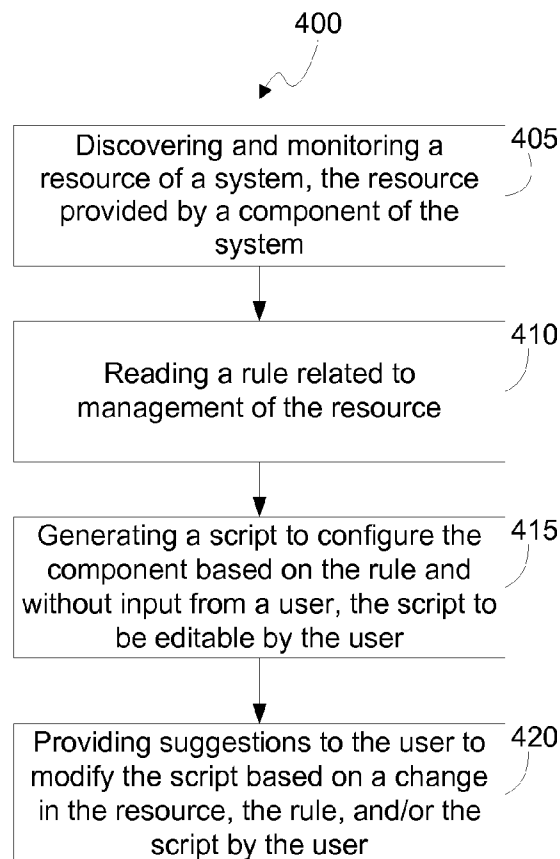 400
Discovering and monitoring a
resource of a system, the resource
provided by a component of the
system
405
Reading a rule related to
management of the resource
410
Generating a script to configure the
component based on the rule and
without input from a user, the script to
be editable by the user
415
Providing suggestions to the user to
modify the script based on a change
in the resource, the rule, and/or the
script by the user
420